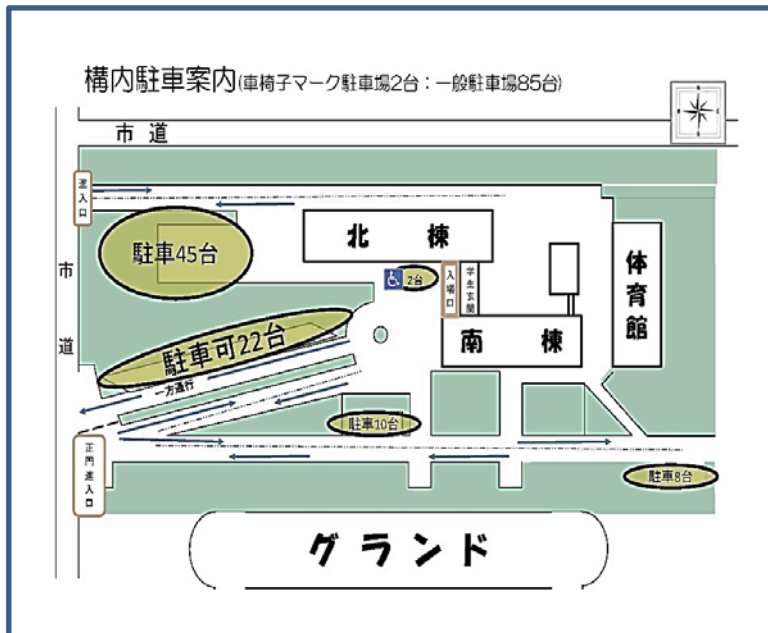 構内駐車案内(車椅子マーク駐車場2台：一般駐車場85台)
市道
進入口
駐車45台
北棟
体育館
市道
2台
入場口
学生玄関
駐車可22台
南棟
一方通行
駐車10台
正門進入口
駐車8台
グランド